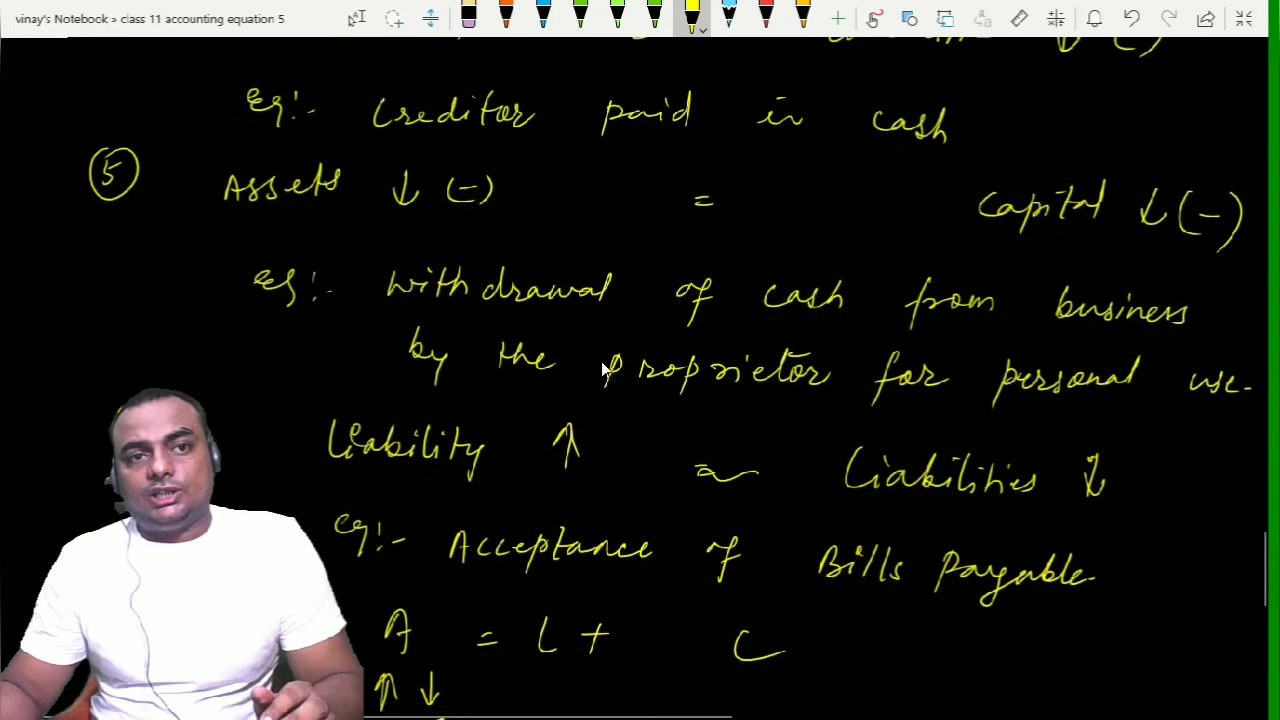 vinay's Notebook > class 11 accounting equation 5
Eg:- Creditor paid in cash
5 Assets ↓ (-) = Capital ↓ (-)
Eg:- withdrawal of cash from business
by the proprietor for personal use.
Liability ↑ = Liabilities ↓
Eg:- Acceptance of Bills Payable.
A = L + C
↑ ↓